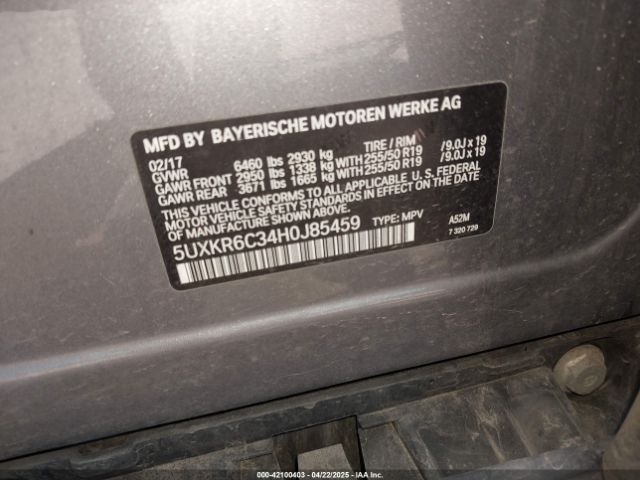 MFD BY BAYERISCHE MOTOREN WERKE AG
02/17 TIRE / RIM
GVWR 6460 lbs 2930 kg
GAWR FRONT 2950 lbs 1338 kg WITH 255/50 R19 /9.0J x 19
GAWR REAR 3671 lbs 1665 kg WITH 255/50 R19 /9.0J x 19
THIS VEHICLE CONFORMS TO ALL APPLICABLE U. S. FEDERAL
MOTOR VEHICLE SAFETY STANDARDS IN EFFECT ON THE DATE
OF MANUFACTURE SHOWN ABOVE.
5UXKR6C34H0J85459 TYPE: MPV A52M
7 320 729
000-42100403 | 04/22/2025 - IAA Inc.